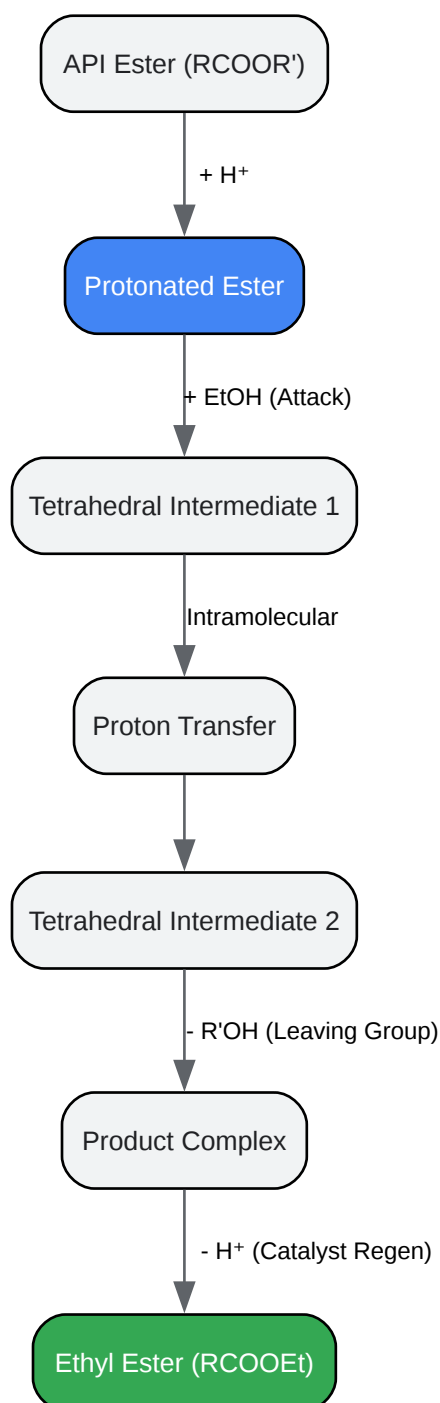 API Ester (RCOOR')
+ H⁺
Protonated Ester
+ EtOH (Attack)
Tetrahedral Intermediate 1
Intramolecular
Proton Transfer
Tetrahedral Intermediate 2
- R'OH (Leaving Group)
Product Complex
- H⁺ (Catalyst Regen)
Ethyl Ester (RCOOEt)